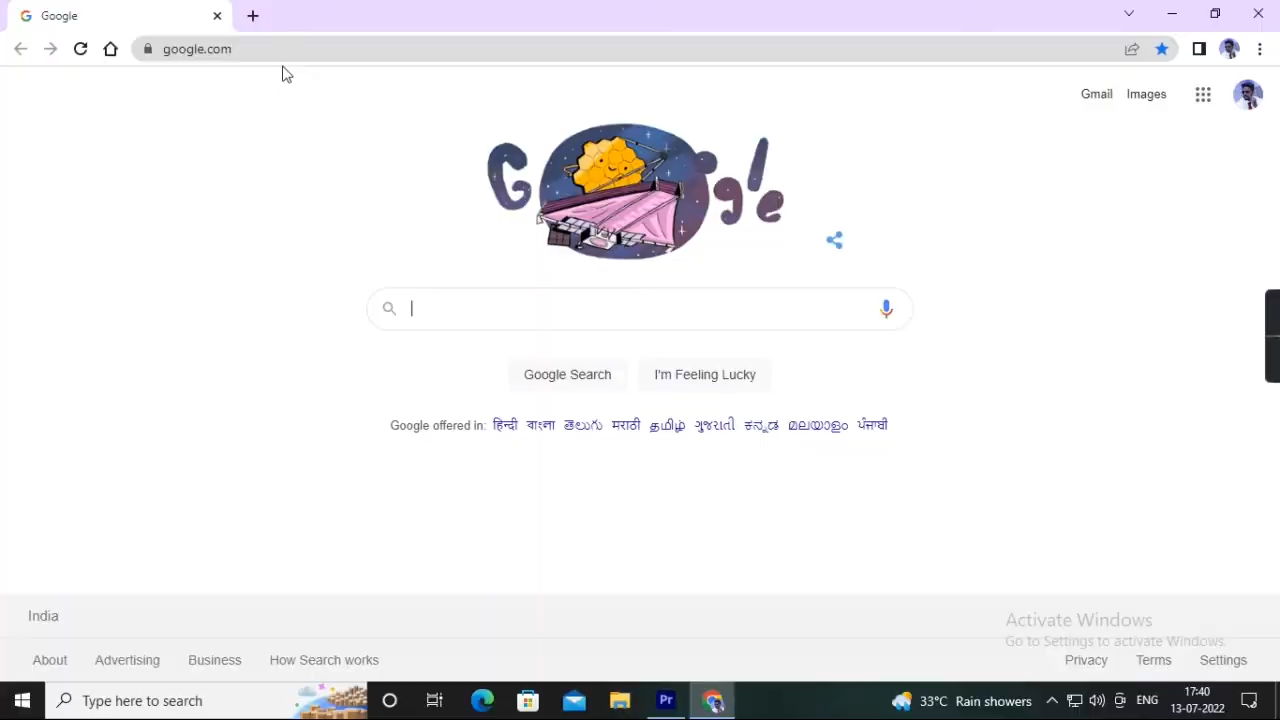 Google
google.com
Gmail Images
Google
Google Search I'm Feeling Lucky
Google offered in: हिन्दी বাংলা తెలుగు मराठी தமிழ் ગુજરાતી ಕನ್ನಡ മലയാളം ਪੰਜਾਬੀ
India
Activate Windows
Go to Settings to activate Windows.
About Advertising Business How Search works Privacy Terms Settings
Type here to search Pr 33°C Rain showers ENG 17:40
13-07-2022